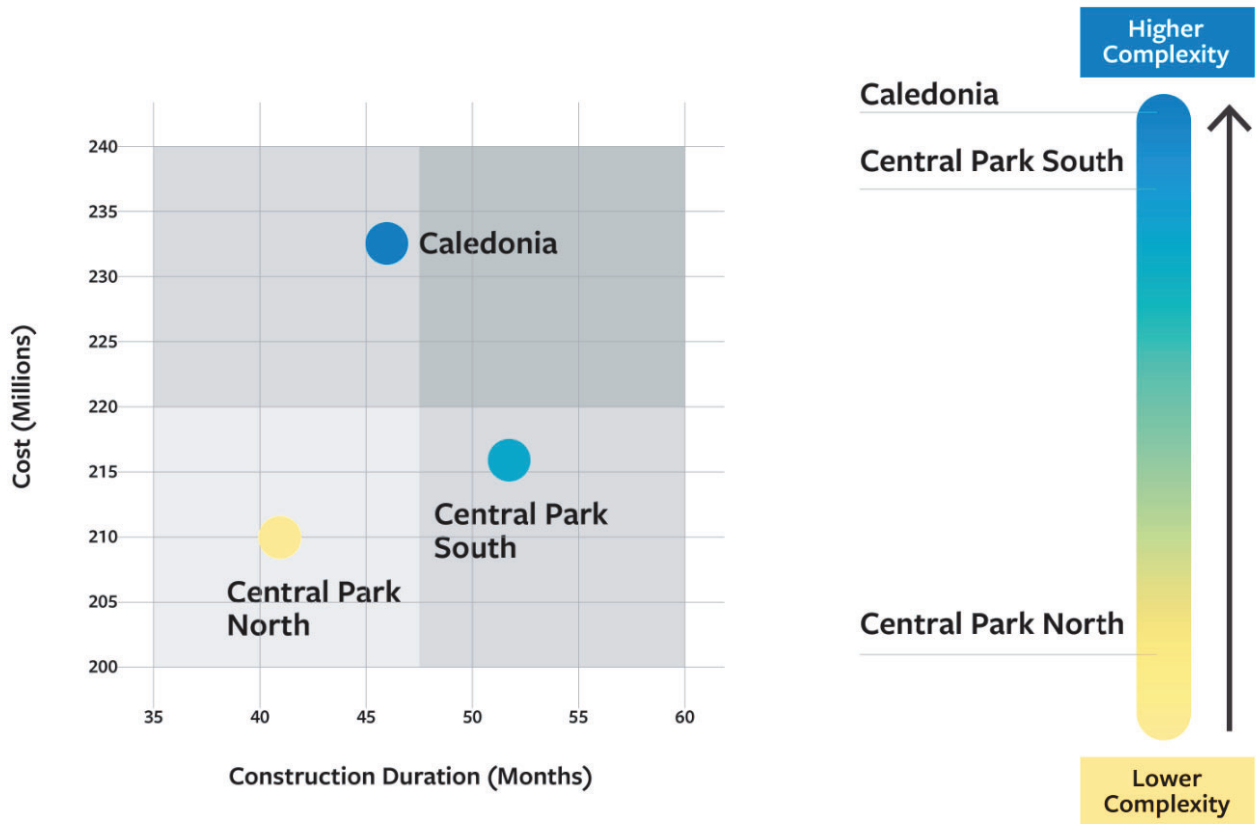 Cost (Millions)
240
235
230
225
220
215
210
205
200
Caledonia
Central Park
South
Central Park
North
35 40 45 50 55 60
Construction Duration (Months)
Higher
Complexity
Caledonia
Central Park South
Central Park North
Lower
Complexity